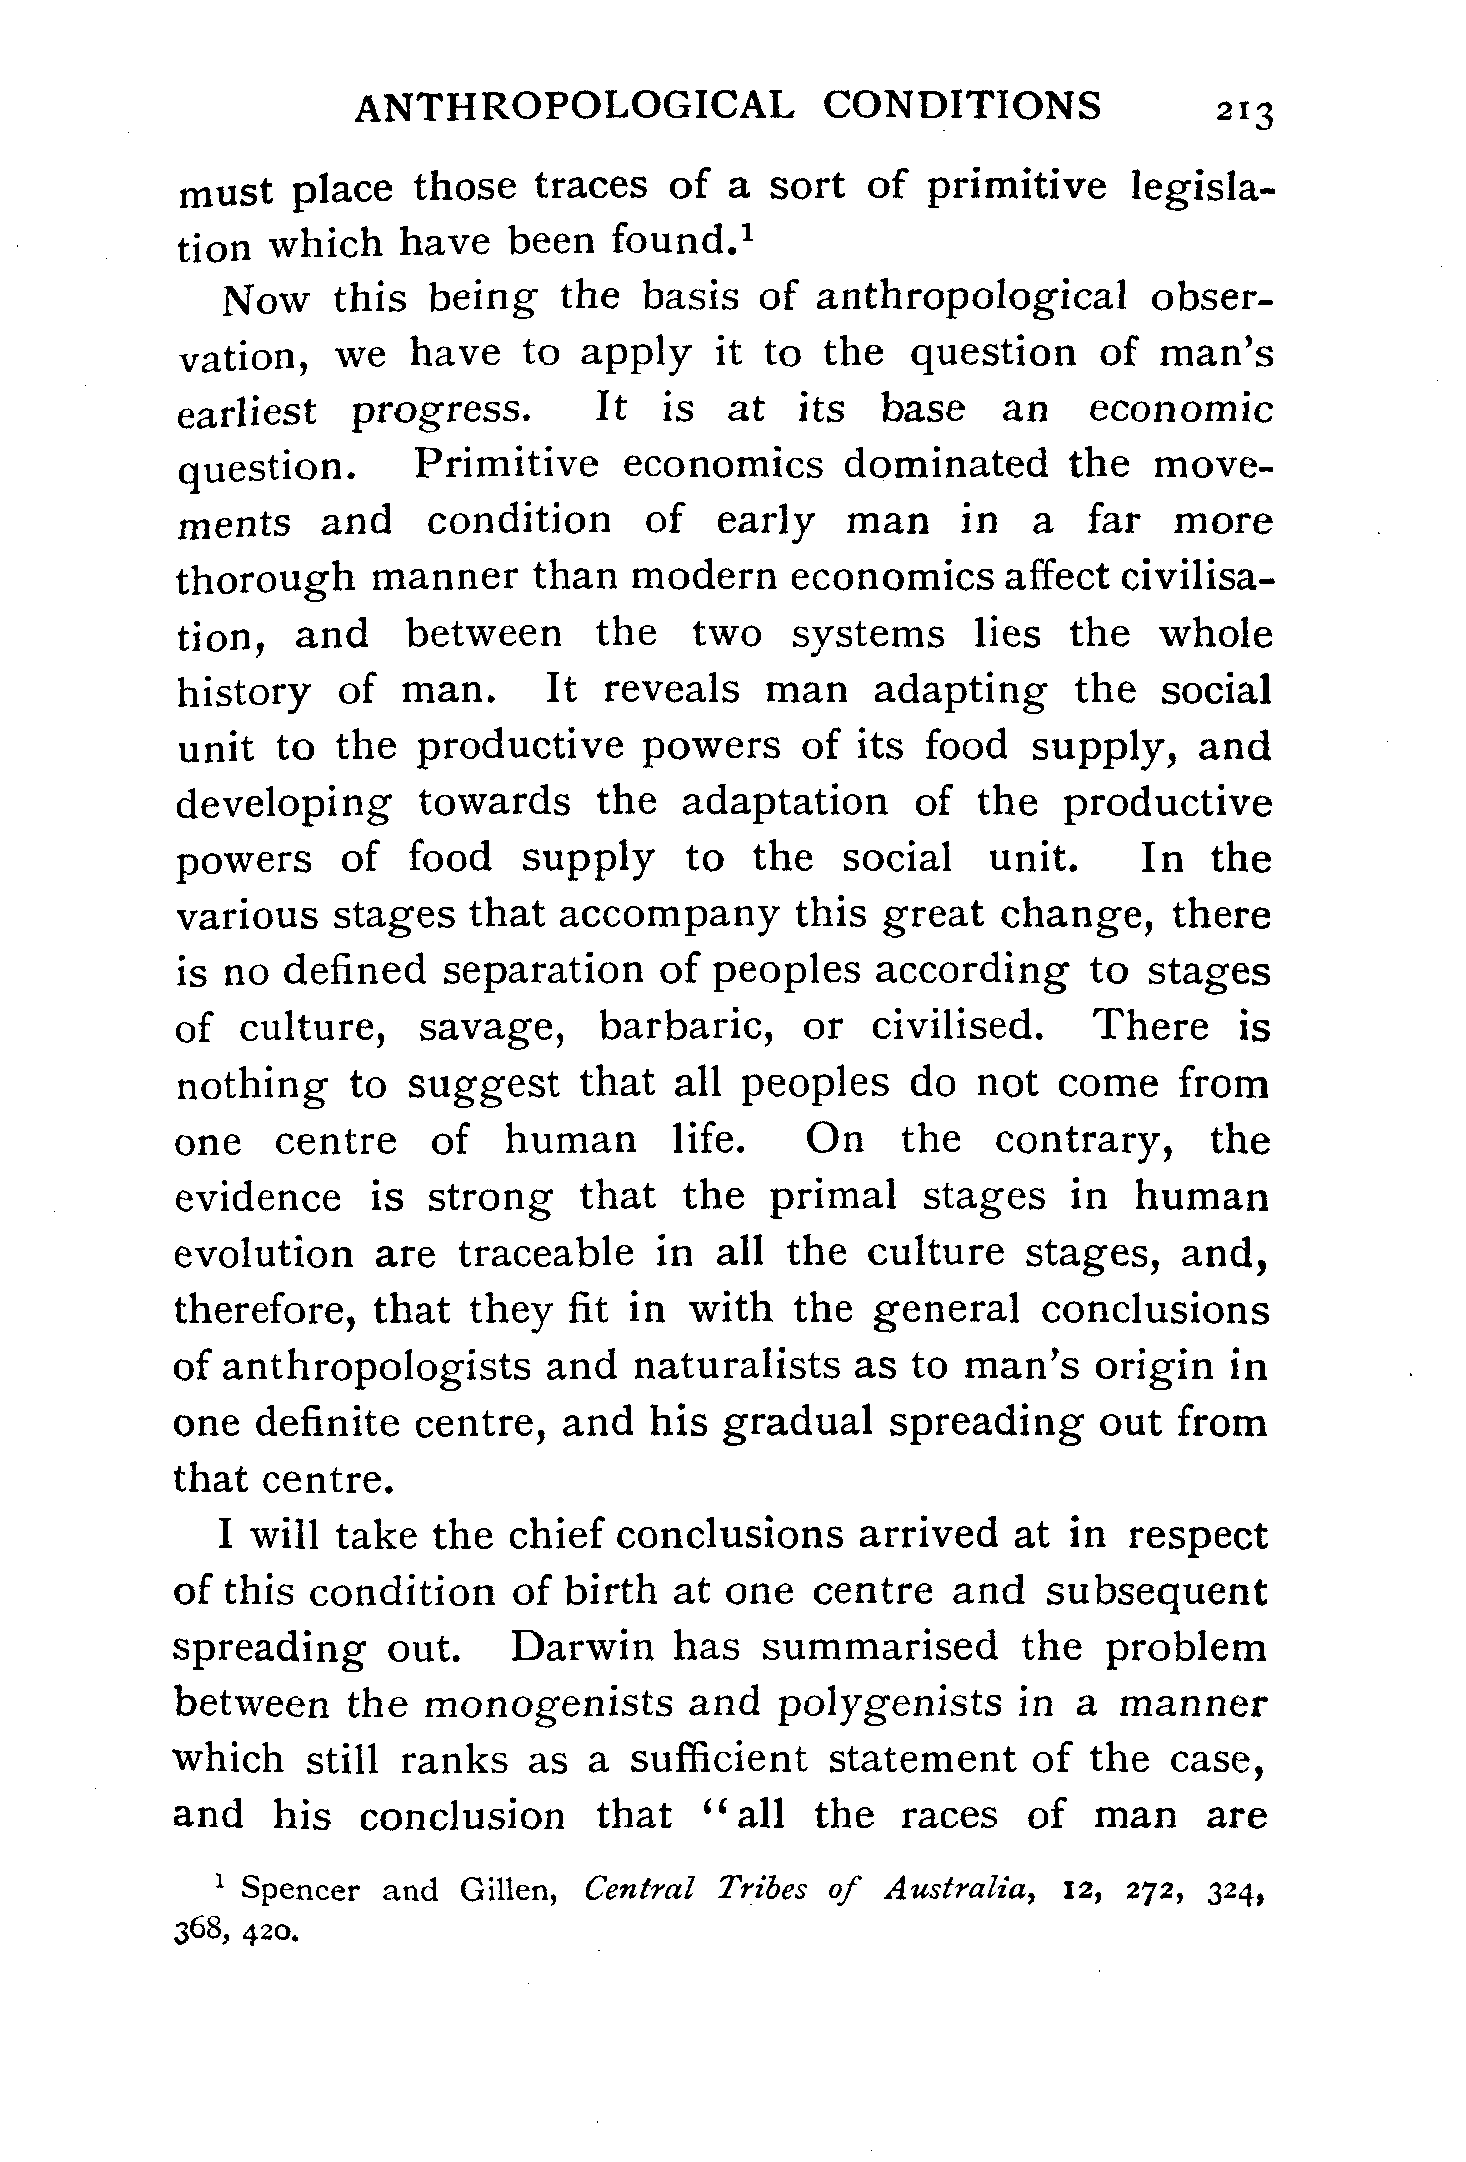 ANTHROPOLOGICAL CONDITIONS 213
must place those traces of a sort of primitive legisla-
tion which have been found.¹
Now this being the basis of anthropological obser-
vation, we have to apply it to the question of man's
earliest progress. It is at its base an economic
question. Primitive economics dominated the move-
ments and condition of early man in a far more
thorough manner than modern economics affect civilisa-
tion, and between the two systems lies the whole
history of man. It reveals man adapting the social
unit to the productive powers of its food supply, and
developing towards the adaptation of the productive
powers of food supply to the social unit. In the
various stages that accompany this great change, there
is no defined separation of peoples according to stages
of culture, savage, barbaric, or civilised. There is
nothing to suggest that all peoples do not come from
one centre of human life. On the contrary, the
evidence is strong that the primal stages in human
evolution are traceable in all the culture stages, and,
therefore, that they fit in with the general conclusions
of anthropologists and naturalists as to man's origin in
one definite centre, and his gradual spreading out from
that centre.
I will take the chief conclusions arrived at in respect
of this condition of birth at one centre and subsequent
spreading out. Darwin has summarised the problem
between the monogenists and polygenists in a manner
which still ranks as a sufficient statement of the case,
and his conclusion that "all the races of man are
¹ Spencer and Gillen, Central Tribes of Australia, 12, 272, 324,
368, 420.